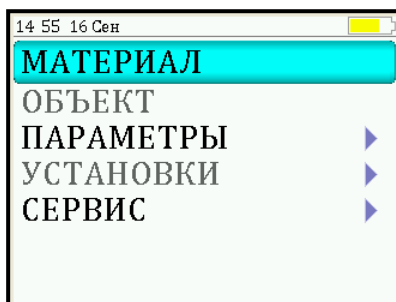 14 55 16 Сен
МАТЕРИАЛ
ОБЪЕКТ
ПАРАМЕТРЫ
УСТАНОВКИ
СЕРВИС